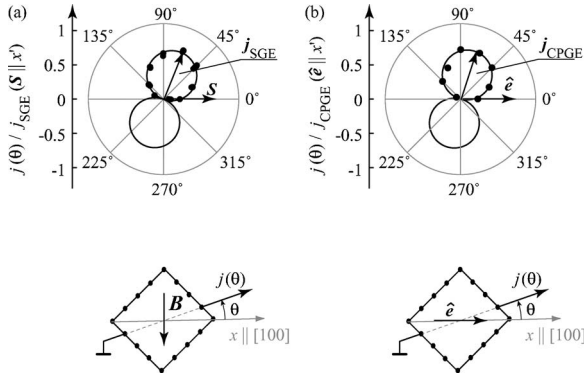 (a)
j(θ) / j_SGE (S || x')
1
0.5
0
-0.5
-1
90°
135°
45°
0°
225°
315°
270°
j_SGE
S
(b)
j(θ) / j_CPGE (ê || x')
1
0.5
0
-0.5
-1
90°
135°
45°
0°
225°
315°
270°
j_CPGE
ê
j(θ)
B
θ
x || [100]
j(θ)
ê
θ
x || [100]